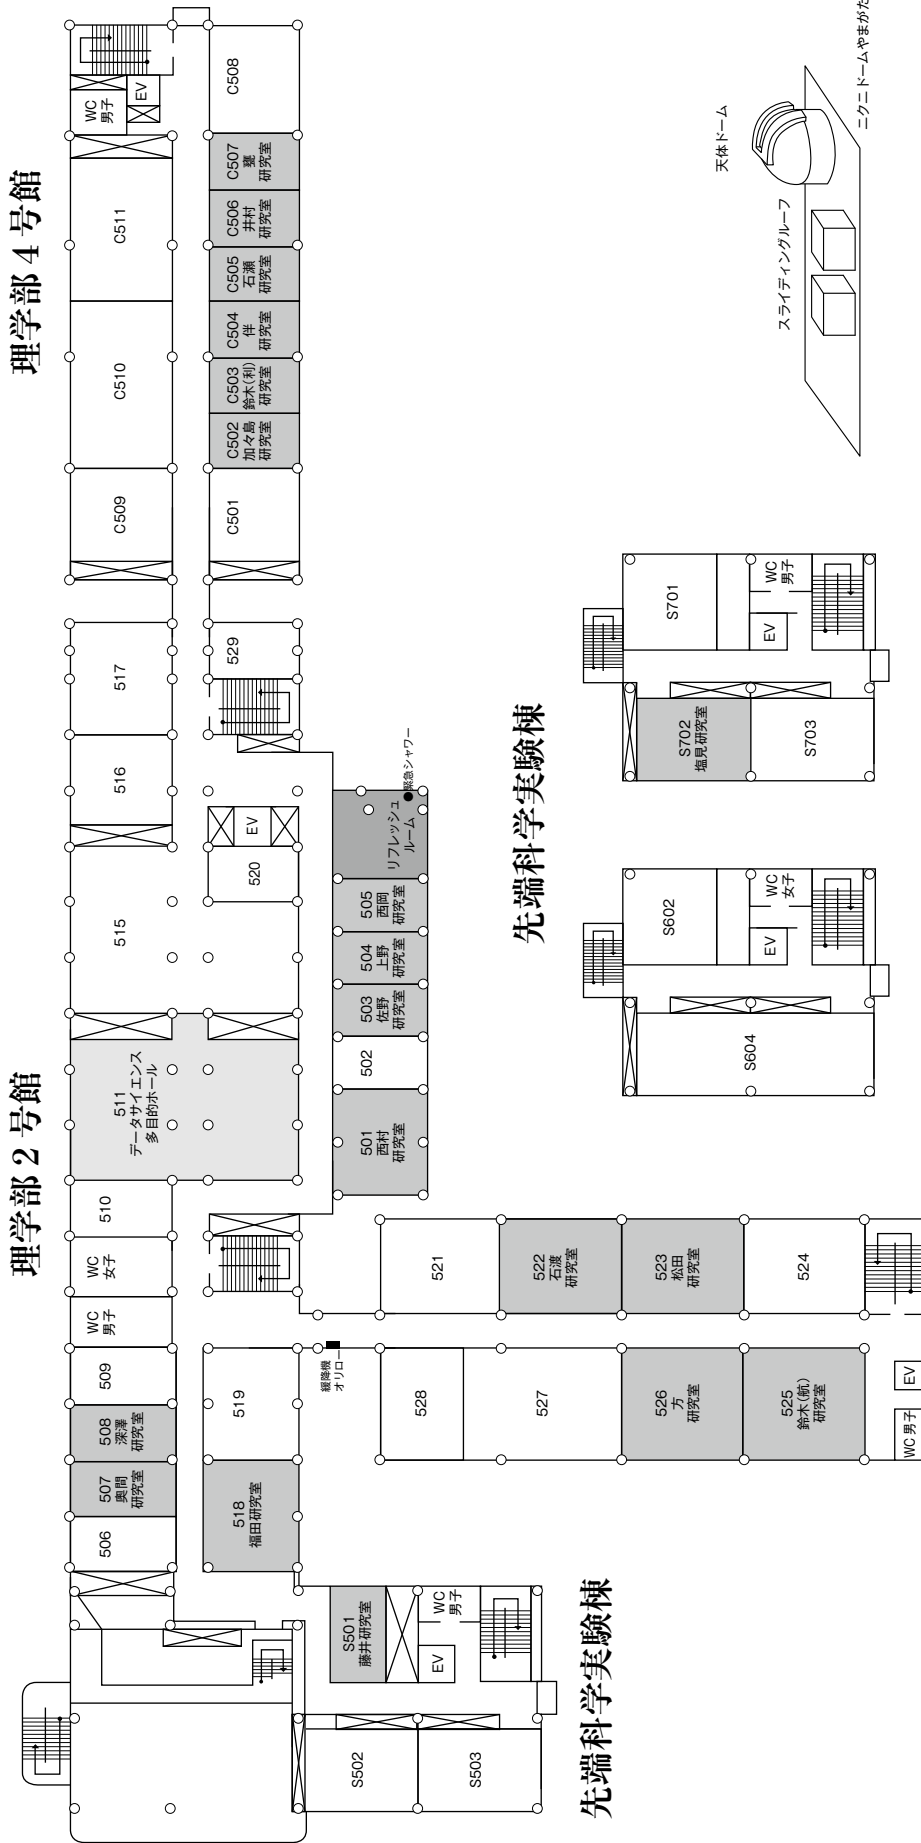 理学部2号館
理学部4号館
506
507
奥間
研究室
508
深澤
研究室
509
WC
男子
WC
女子
510
511
データサイエンス
多目的ホール
515
516
517
C509
C510
C511
WC
男子
EV
518
福田研究室
519
520
EV
529
C501
C502
加々島
研究室
C503
鈴木(利)
研究室
C504
伴
研究室
C505
石瀬
研究室
C506
井村
研究室
C507
甕
研究室
C508
緩降機
オリロー
501
西村
研究室
502
503
佐野
研究室
504
上野
研究室
505
西岡
研究室
リフレッシュ
ルーム
緊急シャワー
S501
藤井研究室
S502
S503
EV
WC
男子
先端科学実験棟
521
522
石渡
研究室
523
松田
研究室
524
528
527
526
方
研究室
525
鈴木(航)
研究室
WC男子
EV
先端科学実験棟
S602
S604
EV
WC
女子
S701
S702
塩見研究室
S703
EV
WC
男子
天体ドーム
スライディングルーフ
ニクニドームやまがた